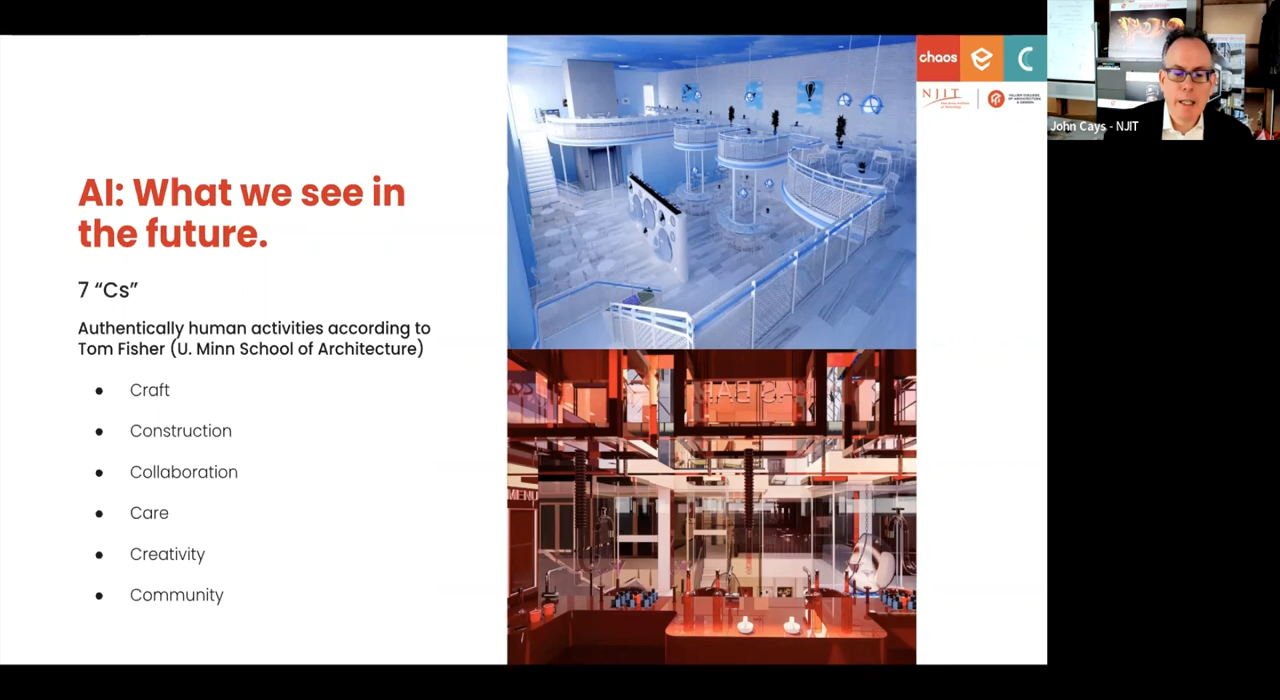 AI: What we see in
the future.
7 “Cs”
Authentically human activities according to
Tom Fisher (U. Minn School of Architecture)
● Craft
● Construction
● Collaboration
● Care
● Creativity
● Community
chaos
NJIT
John Cays - NJIT